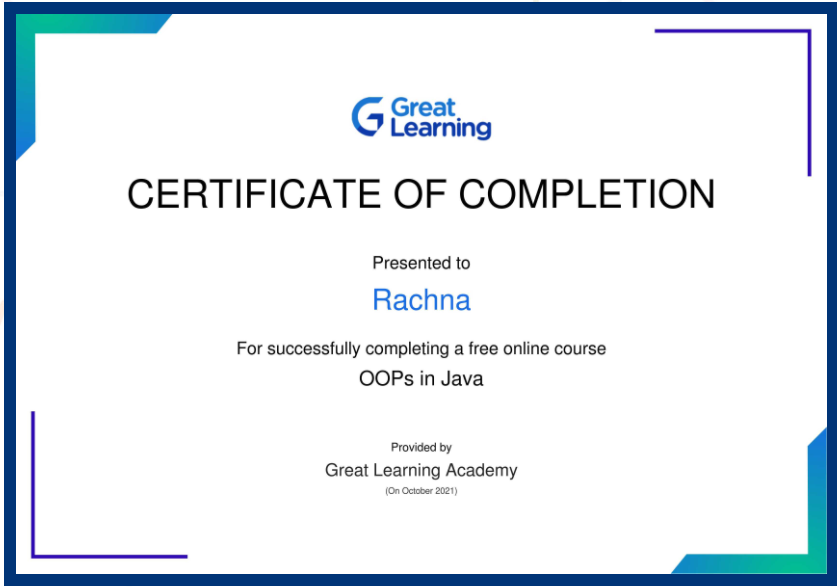 Great
Learning
CERTIFICATE OF COMPLETION
Presented to
Rachna
For successfully completing a free online course
OOPs in Java
Provided by
Great Learning Academy
(On October 2021)